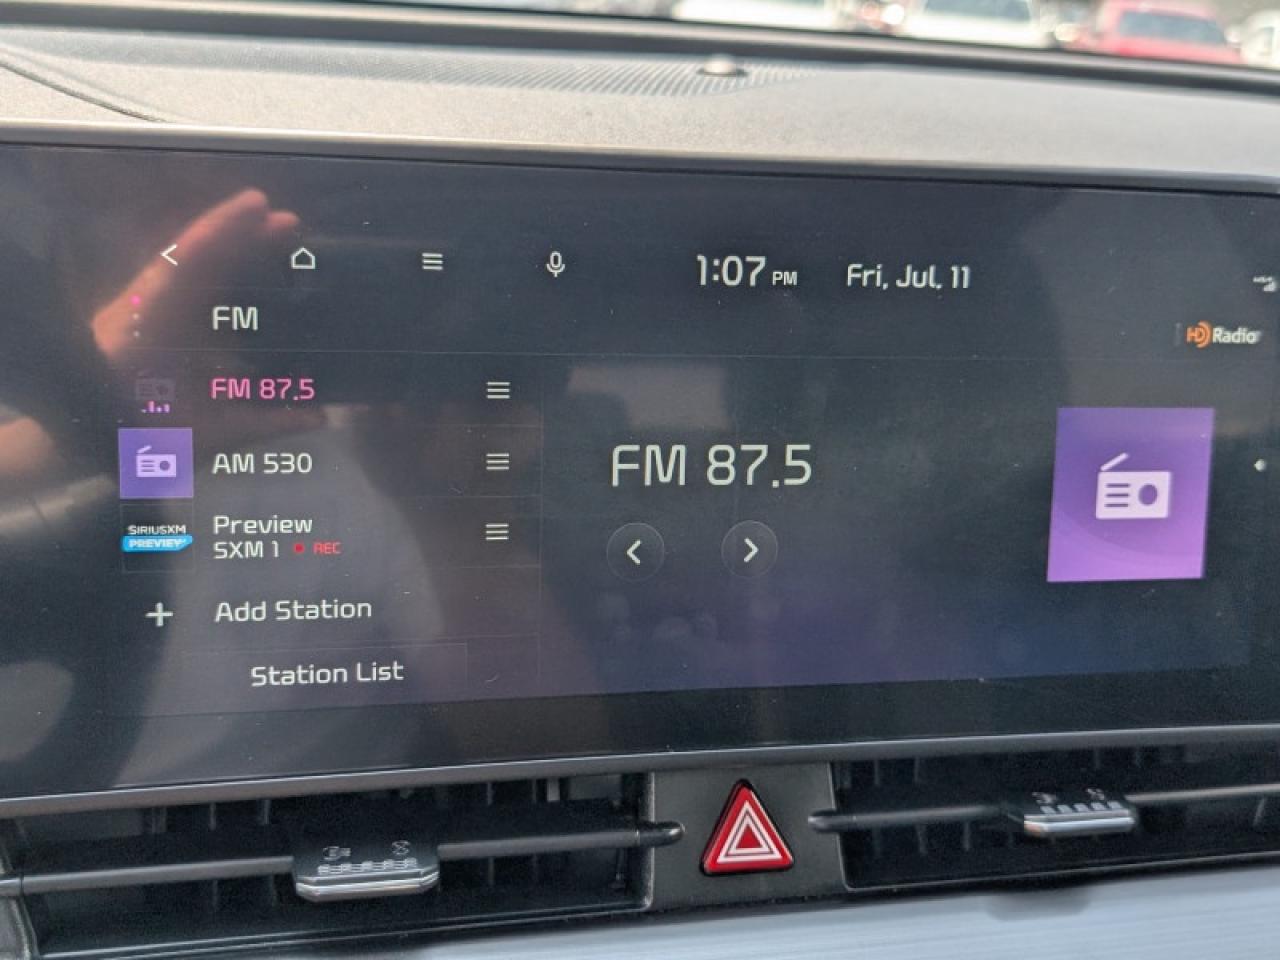 1:07 PM Fri, Jul, 11
FM
HD Radio
FM 87.5
AM 530
SIRIUSXM
PREVIEW
Preview
SXM 1 REC
Add Station
Station List
FM 87.5